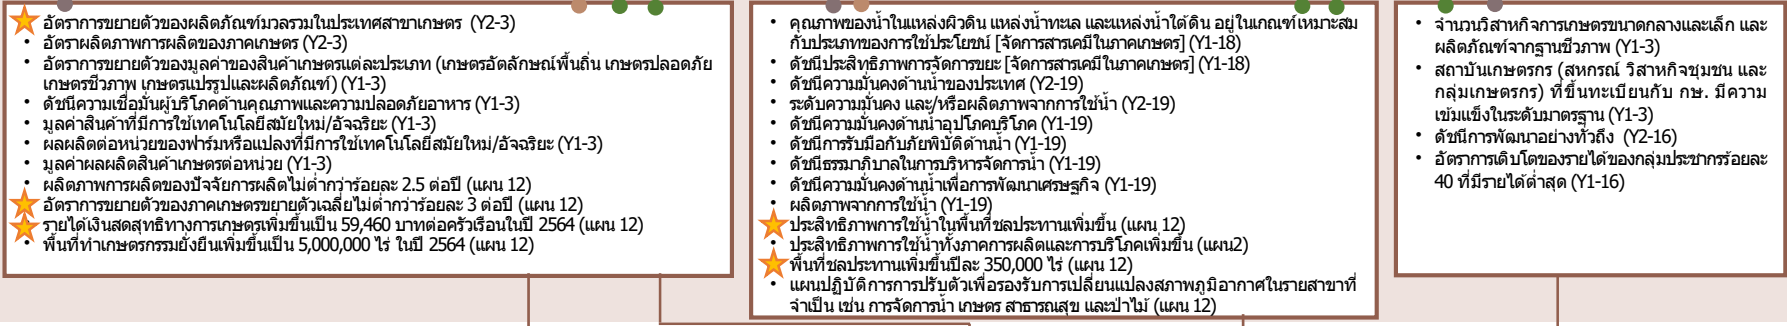 อัตราการขยายตัวของผลิตภัณฑ์มวลรวมในประเทศสาขาเกษตร (Y2-3)
• อัตราผลิตภาพการผลิตของภาคเกษตร (Y2-3)
• อัตราการขยายตัวของมูลค่าของสินค้าเกษตรแต่ละประเภท (เกษตรอัตลักษณ์พื้นถิ่น เกษตรปลอดภัย
เกษตรชีวภาพ เกษตรแปรรูปและผลิตภัณฑ์) (Y1-3)
• ดัชนีความเชื่อมั่นผู้บริโภคด้านคุณภาพและความปลอดภัยอาหาร (Y1-3)
• มูลค่าสินค้าที่มีการใช้เทคโนโลยีสมัยใหม่/อัจฉริยะ (Y1-3)
• ผลผลิตต่อหน่วยของฟาร์มหรือแปลงที่มีการใช้เทคโนโลยีสมัยใหม่/อัจฉริยะ (Y1-3)
• มูลค่าผลผลิตสินค้าเกษตรต่อหน่วย (Y1-3)
• ผลิตภาพการผลิตของปัจจัยการผลิตไม่ต่ำกว่าร้อยละ 2.5 ต่อปี (แผน 12)
อัตราการขยายตัวของภาคเกษตรขยายตัวเฉลี่ยไม่ต่ำกว่าร้อยละ 3 ต่อปี (แผน 12)
รายได้เงินสดสุทธิทางการเกษตรเพิ่มขึ้นเป็น 59,460 บาทต่อครัวเรือนในปี 2564 (แผน 12)
• พื้นที่ทำเกษตรกรรมยั่งยืนเพิ่มขึ้นเป็น 5,000,000 ไร่ ในปี 2564 (แผน 12)
• คุณภาพของน้ำในแหล่งผิวดิน แหล่งน้ำทะเล และแหล่งน้ำใต้ดิน อยู่ในเกณฑ์เหมาะสม
กับประเภทของการใช้ประโยชน์ [จัดการสารเคมีในภาคเกษตร] (Y1-18)
• ดัชนีประสิทธิภาพการจัดการขยะ [จัดการสารเคมีในภาคเกษตร] (Y1-18)
• ดัชนีความมั่นคงด้านน้ำของประเทศ (Y2-19)
• ระดับความมั่นคง และ/หรือผลิตภาพจากการใช้น้ำ (Y2-19)
• ดัชนีความมั่นคงด้านน้ำอุปโภคบริโภค (Y1-19)
• ดัชนีการรับมือกับภัยพิบัติด้านน้ำ (Y1-19)
• ดัชนีธรรมาภิบาลในการบริหารจัดการน้ำ (Y1-19)
• ดัชนีความมั่นคงด้านน้ำเพื่อการพัฒนาเศรษฐกิจ (Y1-19)
• ผลิตภาพจากการใช้น้ำ (Y1-19)
ประสิทธิภาพการใช้น้ำในพื้นที่ชลประทานเพิ่มขึ้น (แผน 12)
• ประสิทธิภาพการใช้น้ำทั้งภาคการผลิตและการบริโภคเพิ่มขึ้น (แผน2)
พื้นที่ชลประทานเพิ่มขึ้นปีละ 350,000 ไร่ (แผน 12)
• แผนปฏิบัติการการปรับตัวเพื่อรองรับการเปลี่ยนแปลงสภาพภูมิอากาศในรายสาขาที่
จำเป็น เช่น การจัดการน้ำ เกษตร สาธารณสุข และป่าไม้ (แผน 12)
• จำนวนวิสาหกิจการเกษตรขนาดกลางและเล็ก และ
ผลิตภัณฑ์จากฐานชีวภาพ (Y1-3)
• สถาบันเกษตรกร (สหกรณ์ วิสาหกิจชุมชน และ
กลุ่มเกษตรกร) ที่ขึ้นทะเบียนกับ กษ. มีความ
เข้มแข็งในระดับมาตรฐาน (Y1-3)
• ดัชนีการพัฒนาอย่างทั่วถึง (Y2-16)
• อัตราการเติบโตของรายได้ของกลุ่มประชากรร้อยละ
40 ที่มีรายได้ต่ำสุด (Y1-16)